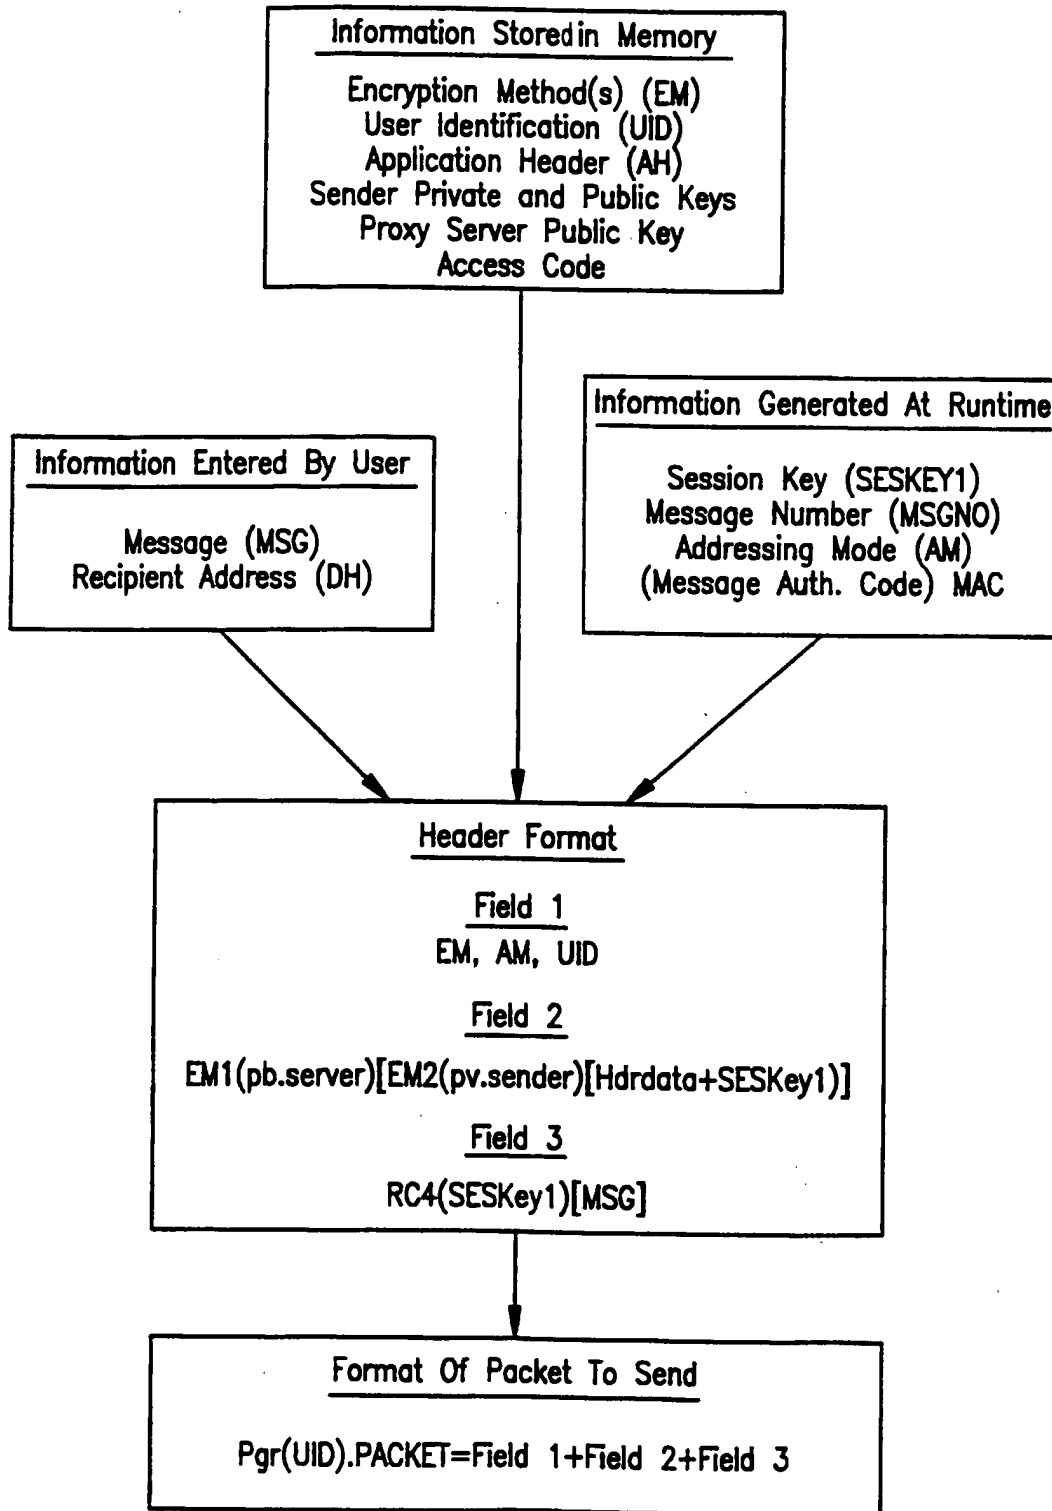 Information Stored in Memory
Encryption Method(s) (EM)
User Identification (UID)
Application Header (AH)
Sender Private and Public Keys
Proxy Server Public Key
Access Code
Information Generated At Runtime
Session Key (SESKEY1)
Message Number (MSGNO)
Addressing Mode (AM)
(Message Auth. Code) MAC
Information Entered By User
Message (MSG)
Recipient Address (DH)
Header Format
Field 1
EM, AM, UID
Field 2
EM1(pb.server)[EM2(pv.sender)[Hdrdata+SESKey1)]
Field 3
RC4(SESKey1)[MSG]
Format Of Packet To Send
Pgr(UID).PACKET=Field 1+Field 2+Field 3